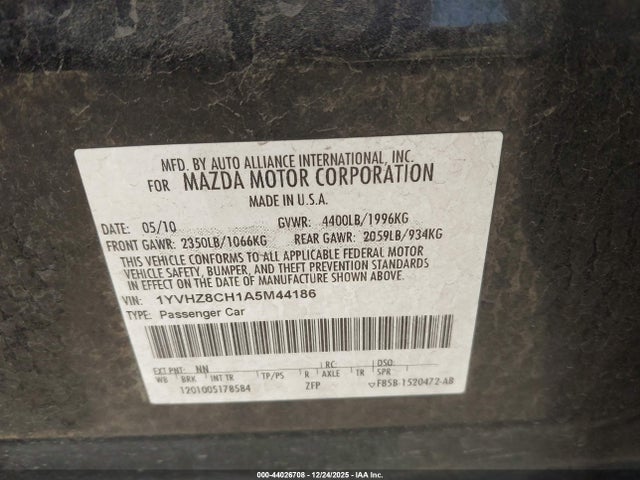 MFD. BY AUTO ALLIANCE INTERNATIONAL, INC.
FOR MAZDA MOTOR CORPORATION
MADE IN U.S.A.
DATE: 05/10 GVWR: 4400LB/1996KG
FRONT GAWR: 2350LB/1066KG REAR GAWR: 2059LB/934KG
THIS VEHICLE CONFORMS TO ALL APPLICABLE FEDERAL MOTOR
VEHICLE SAFETY, BUMPER, AND THEFT PREVENTION STANDARDS
IN EFFECT ON THE DATE OF MANUFACTURE SHOWN ABOVE.
VIN: 1YVHZ8CH1A5M44186
TYPE: Passenger Car
EXT PNT: NN RC: DSO:
WB BRK INT TR TP/PS R AXLE TR SPR
1201005178584 ZFP F85B-1520472-AB
000-44026708 - 12/24/2025 - IAA Inc.